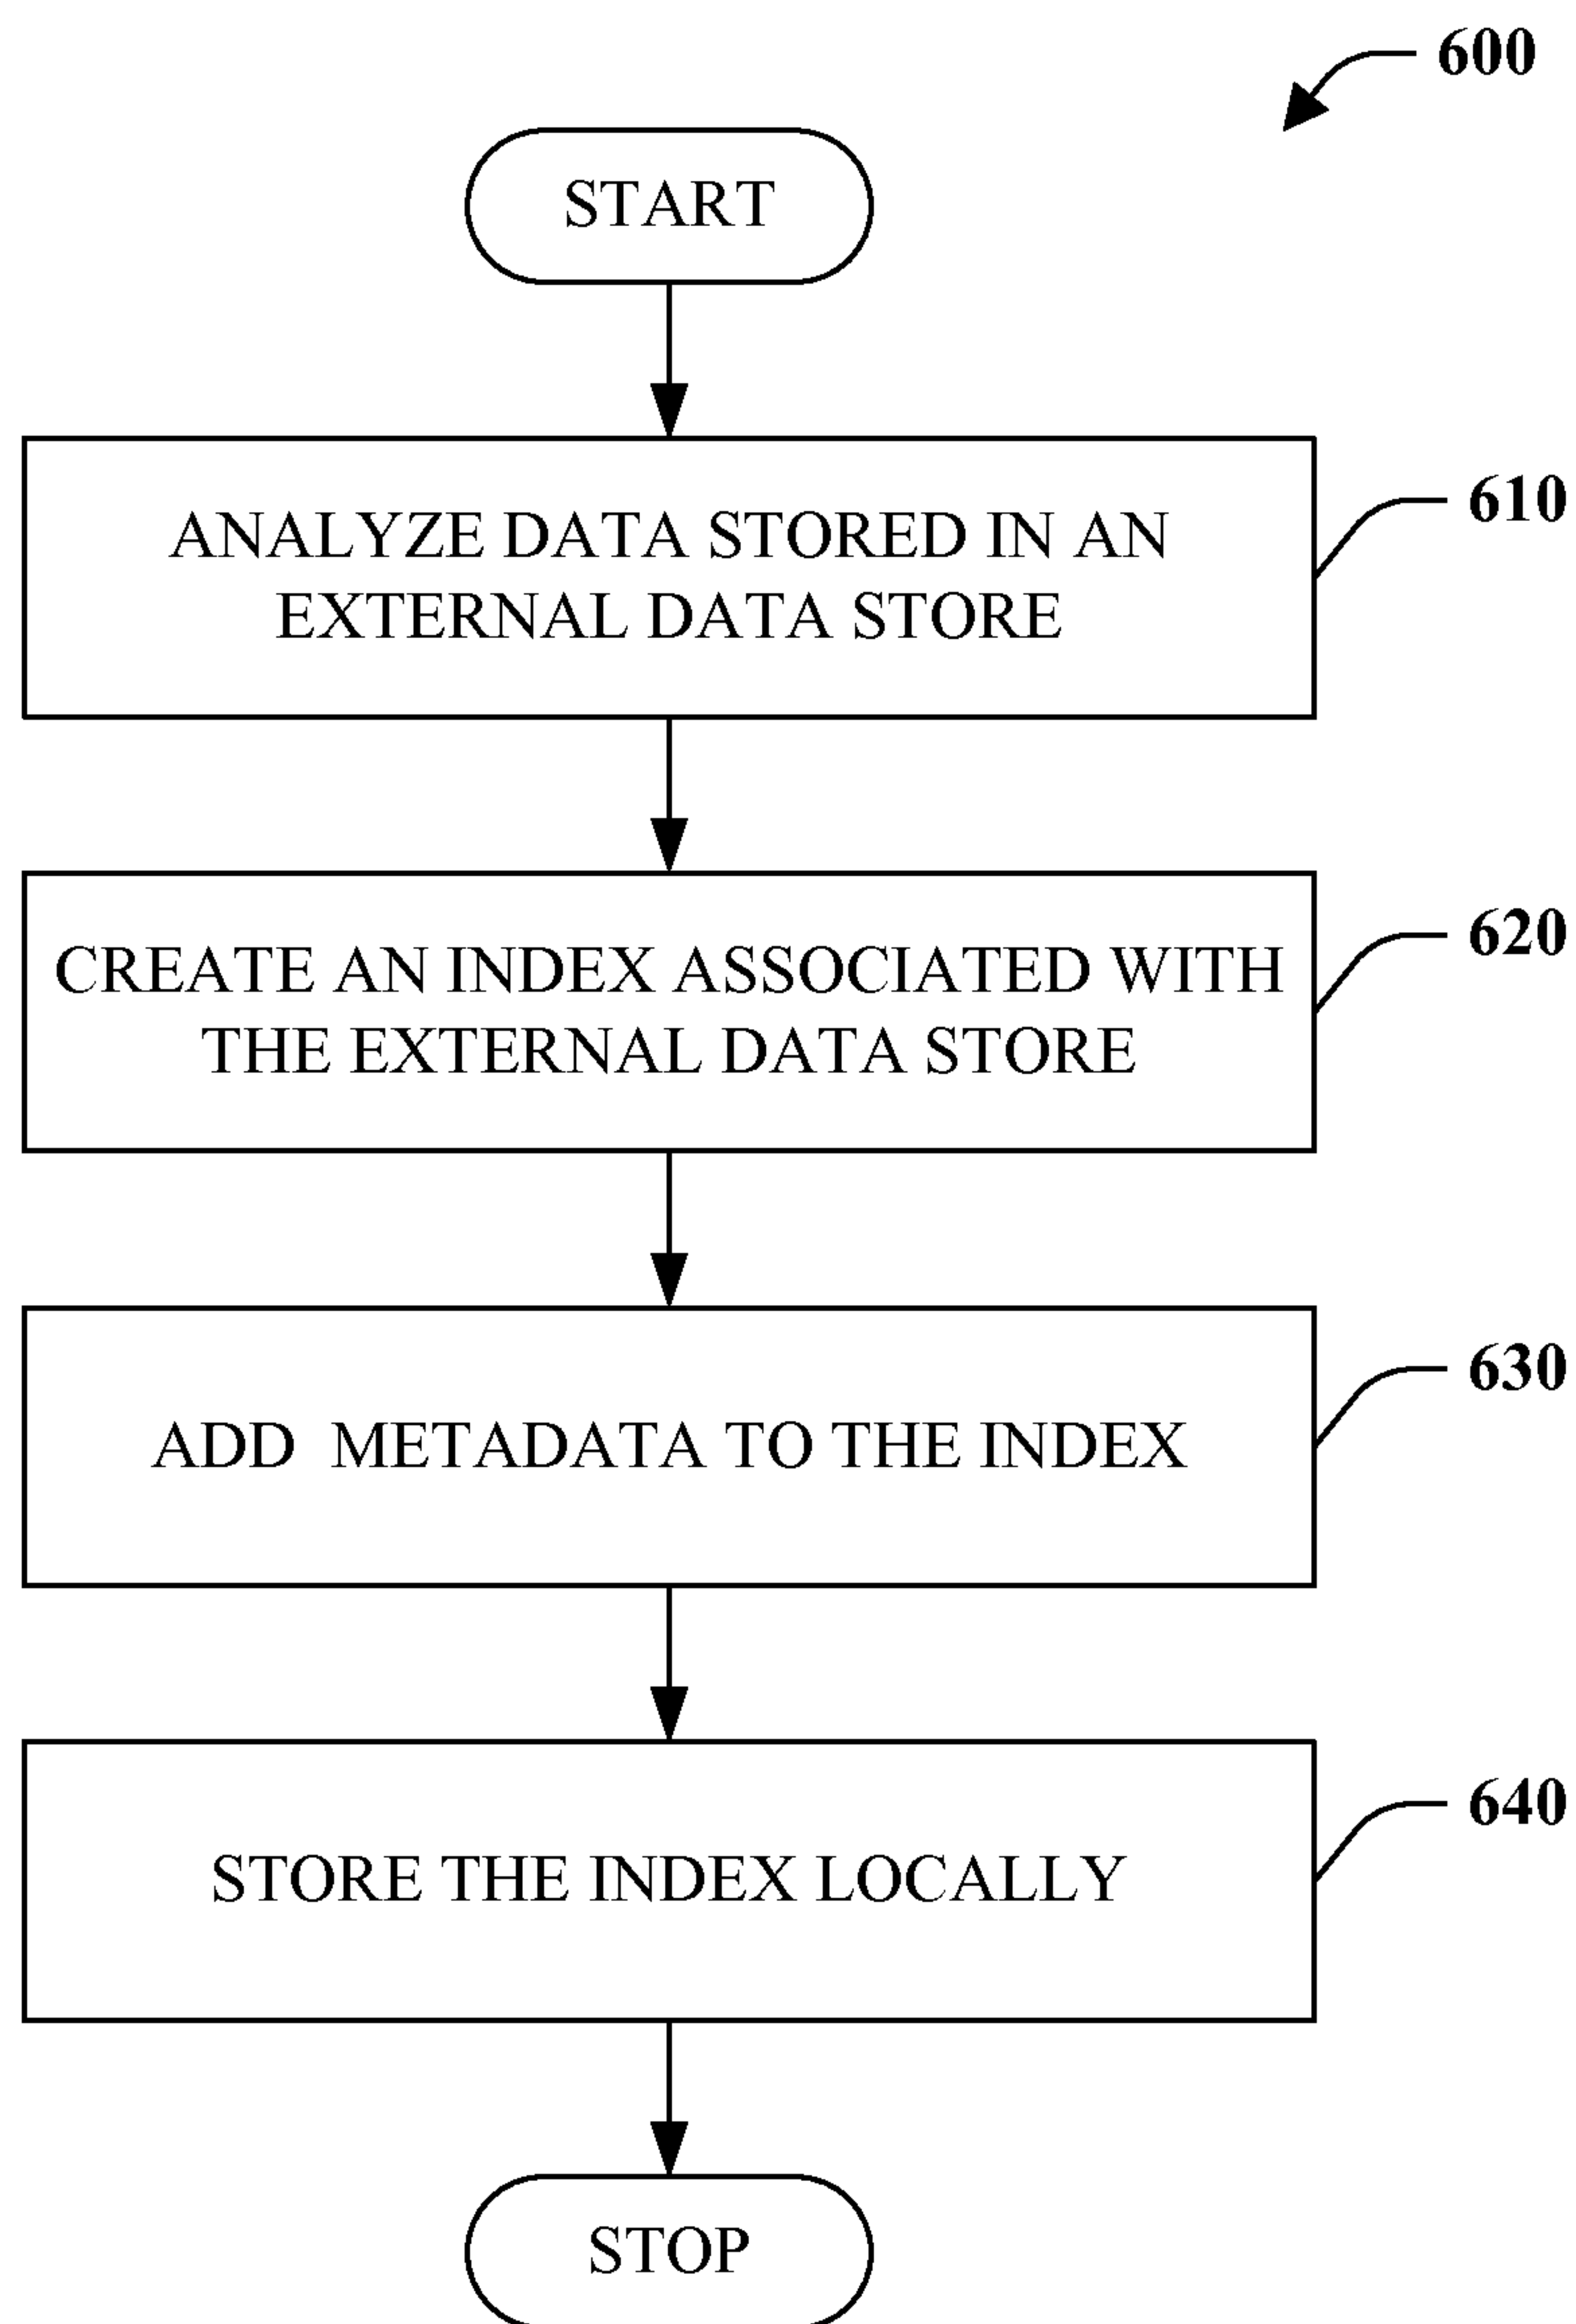 600
START
ANALYZE DATA STORED IN AN
EXTERNAL DATA STORE
610
CREATE AN INDEX ASSOCIATED WITH
THE EXTERNAL DATA STORE
620
ADD METADATA TO THE INDEX
630
STORE THE INDEX LOCALLY
640
STOP